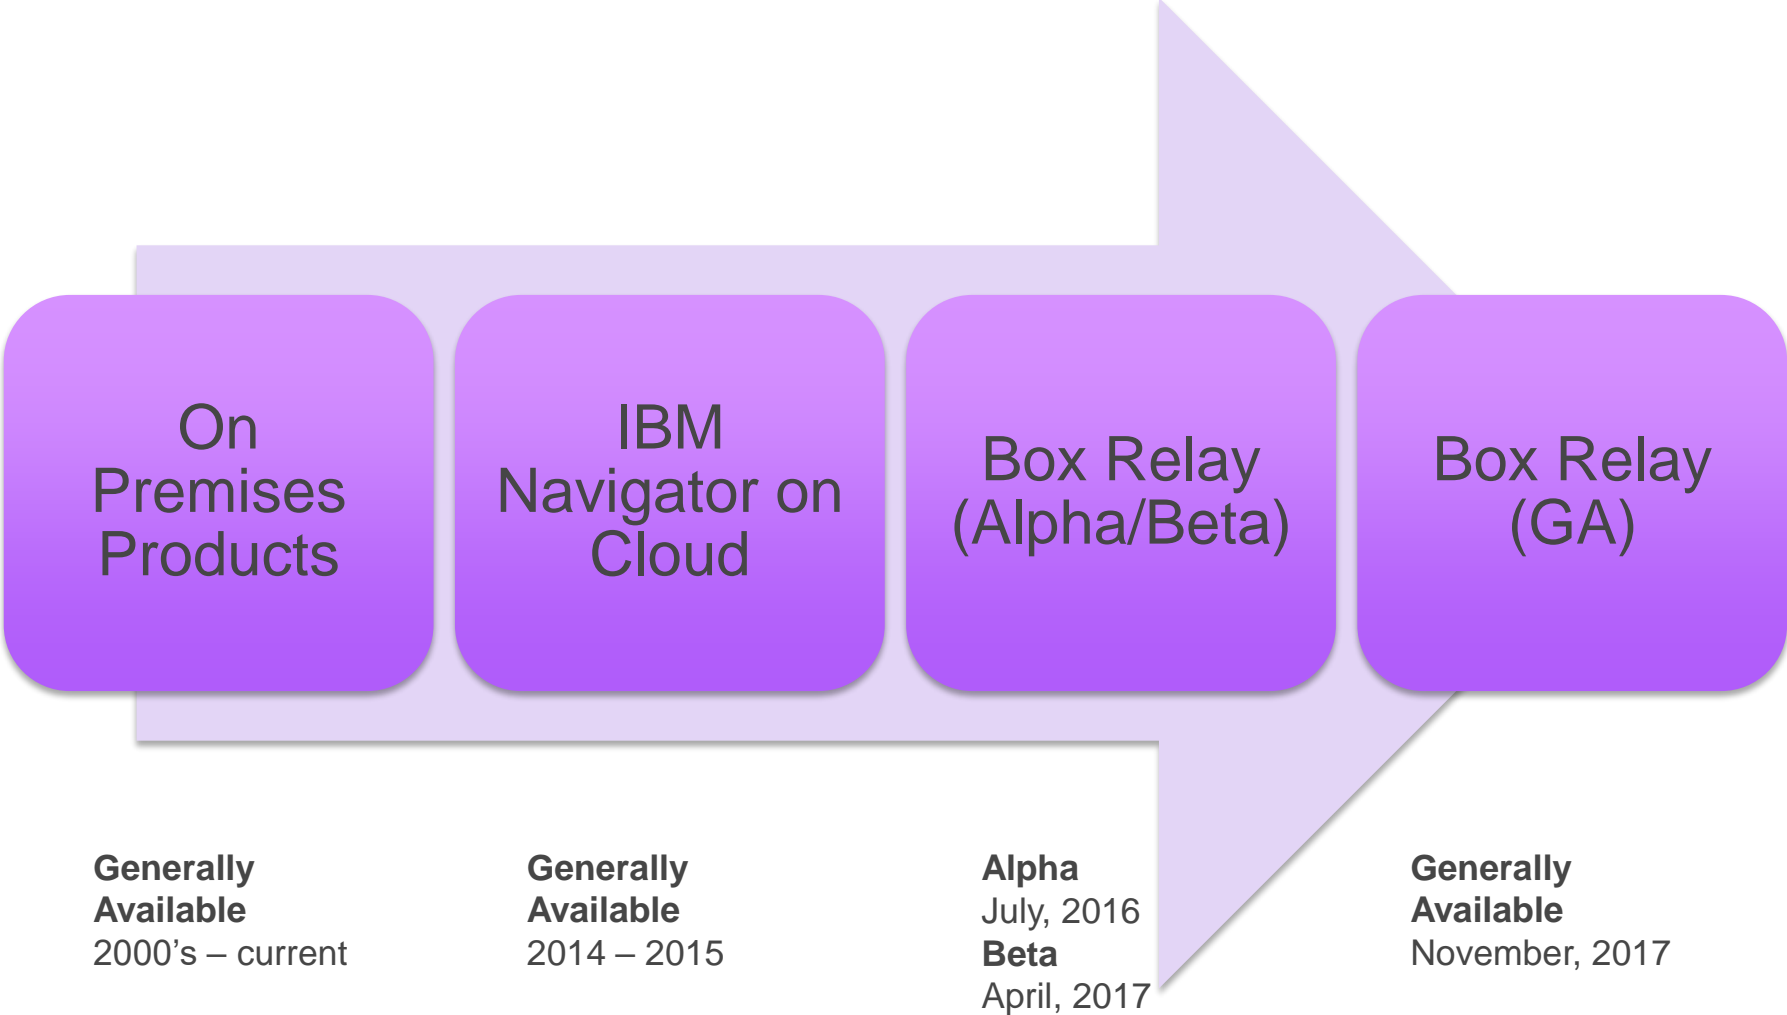 On
Premises
Products
IBM
Navigator on
Cloud
Box Relay
(Alpha/Beta)
Box Relay
(GA)
Generally
Available
2000’s – current
Generally
Available
2014 – 2015
Alpha
July, 2016
Beta
April, 2017
Generally
Available
November, 2017